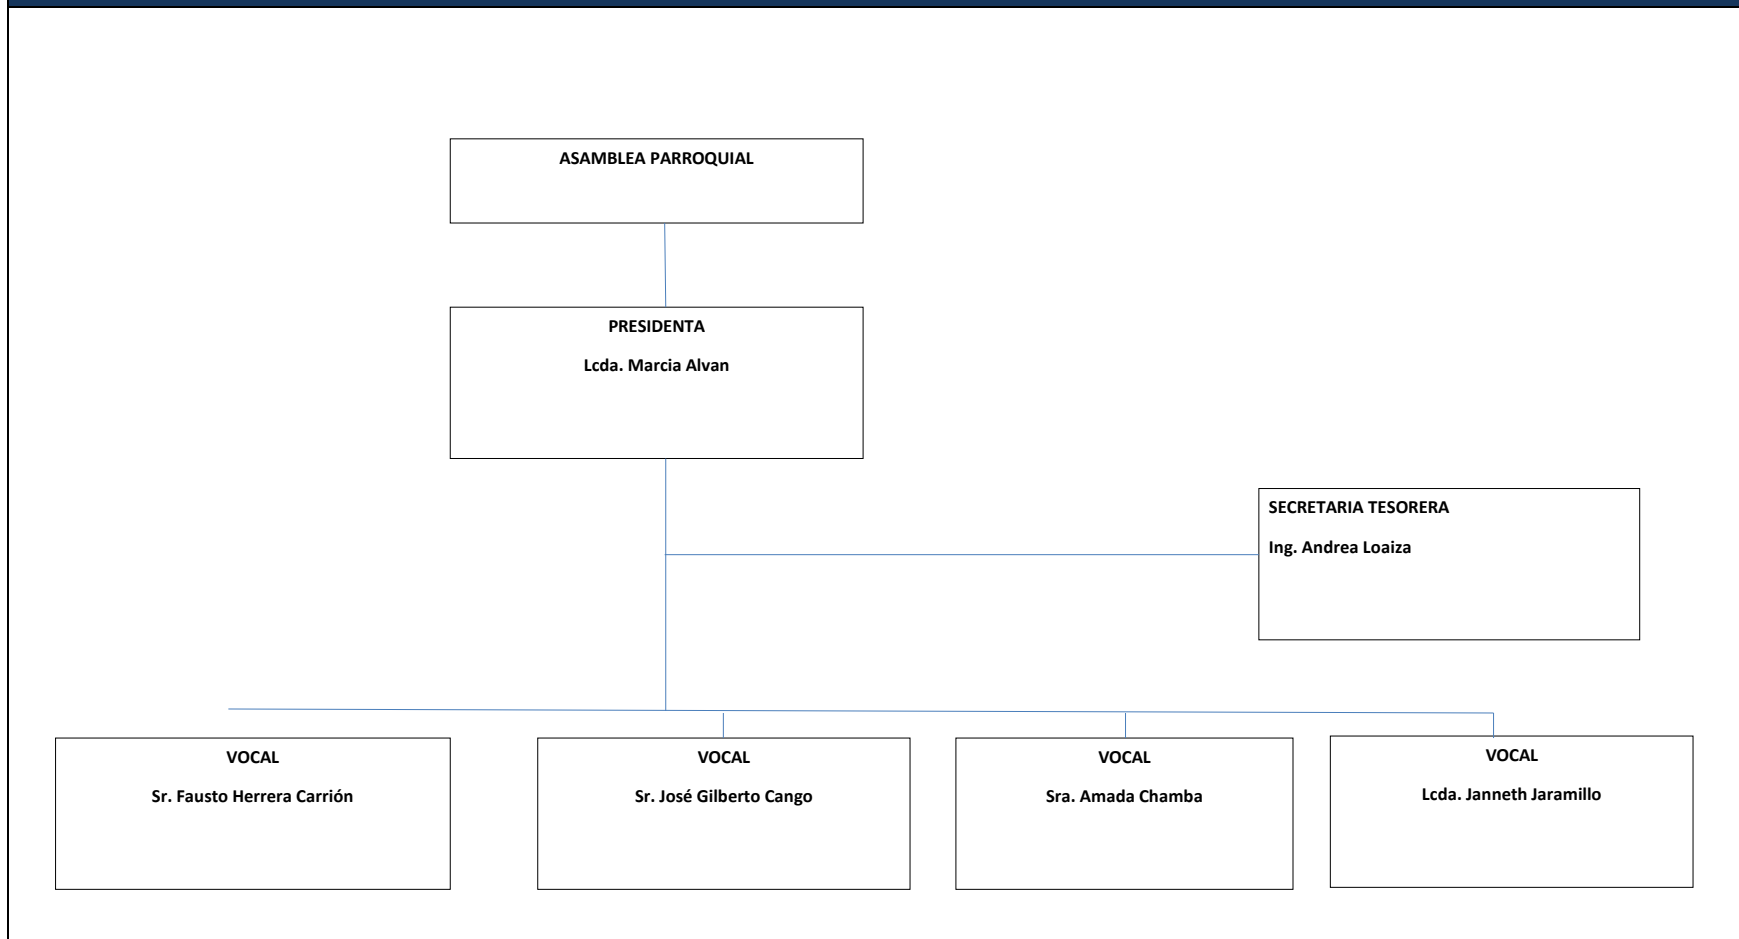 ASAMBLEA PARROQUIAL
PRESIDENTA
Lcda. Marcia Alvan
SECRETARIA TESORERA
Ing. Andrea Loaiza
VOCAL
Sr. Fausto Herrera Carrión
VOCAL
Sr. José Gilberto Cango
VOCAL
Sra. Amada Chamba
VOCAL
Lcda. Janneth Jaramillo